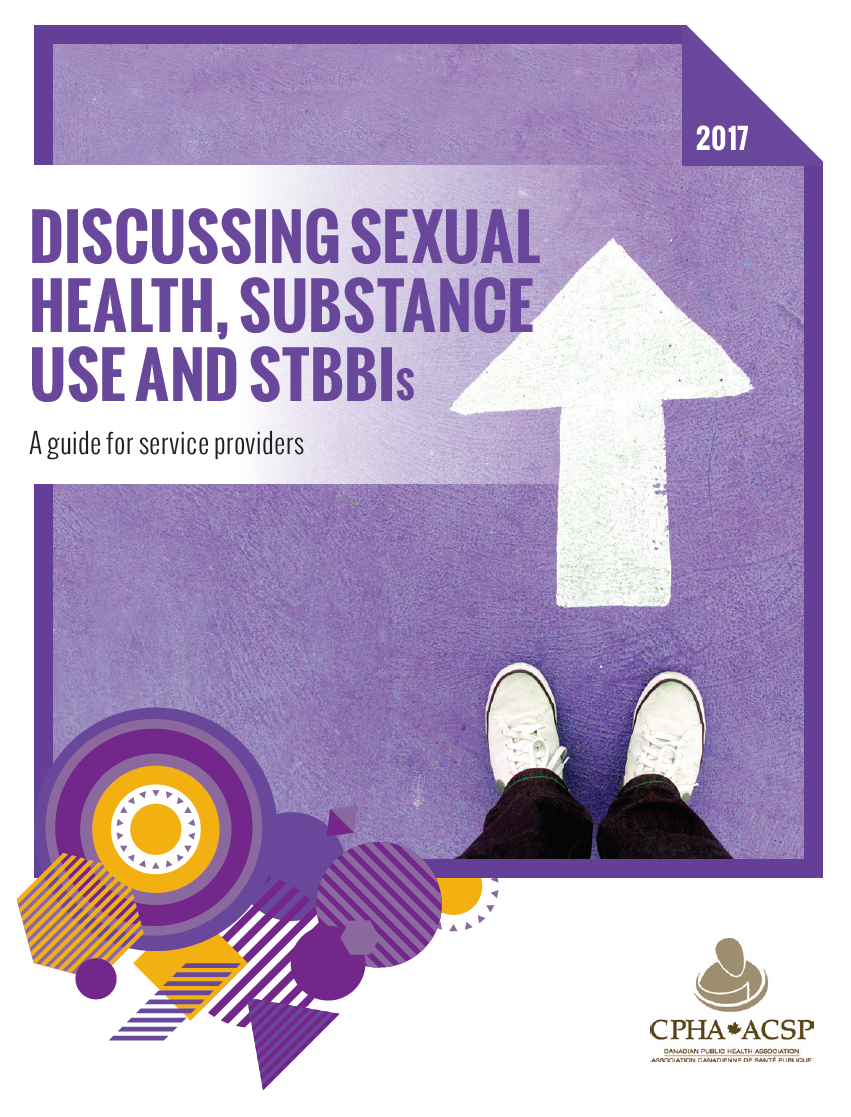 2017
DISCUSSING SEXUAL
HEALTH, SUBSTANCE
USE AND STBBIs
A guide for service providers
CPHA ACSP
CANADIAN PUBLIC HEALTH ASSOCIATION
ASSOCIATION CANADIENNE DE SANTÉ PUBLIQUE